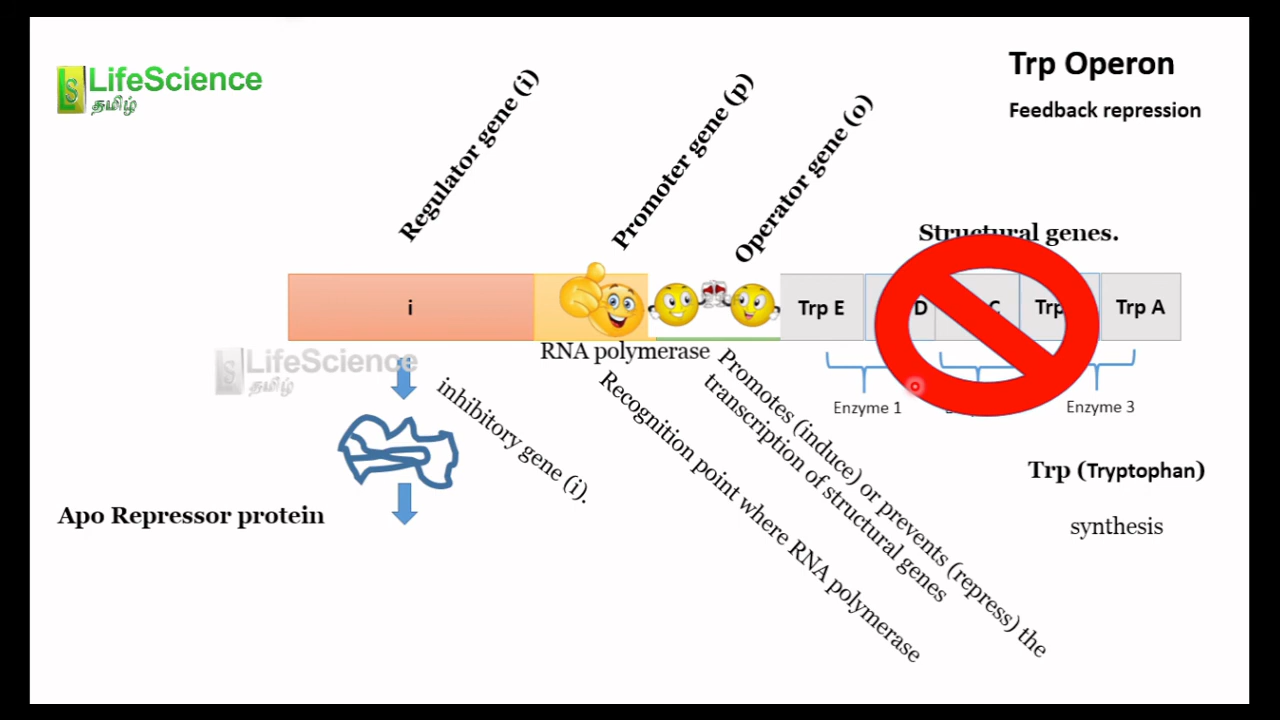 LifeScience
தமிழ்
Trp Operon
Feedback repression
Regulator gene (i)
Promoter gene (p)
Operator gene (o)
Structural genes.
i
Trp E
D
C
Trp
Trp A
RNA polymerase
LifeScience
தமிழ்
Enzyme 1
Enzyme 3
inhibitory gene (i).
Recognition point where RNA polymerase
Promotes (induce) or prevents (repress) the
transcription of structural genes
Apo Repressor protein
Trp (Tryptophan)
synthesis